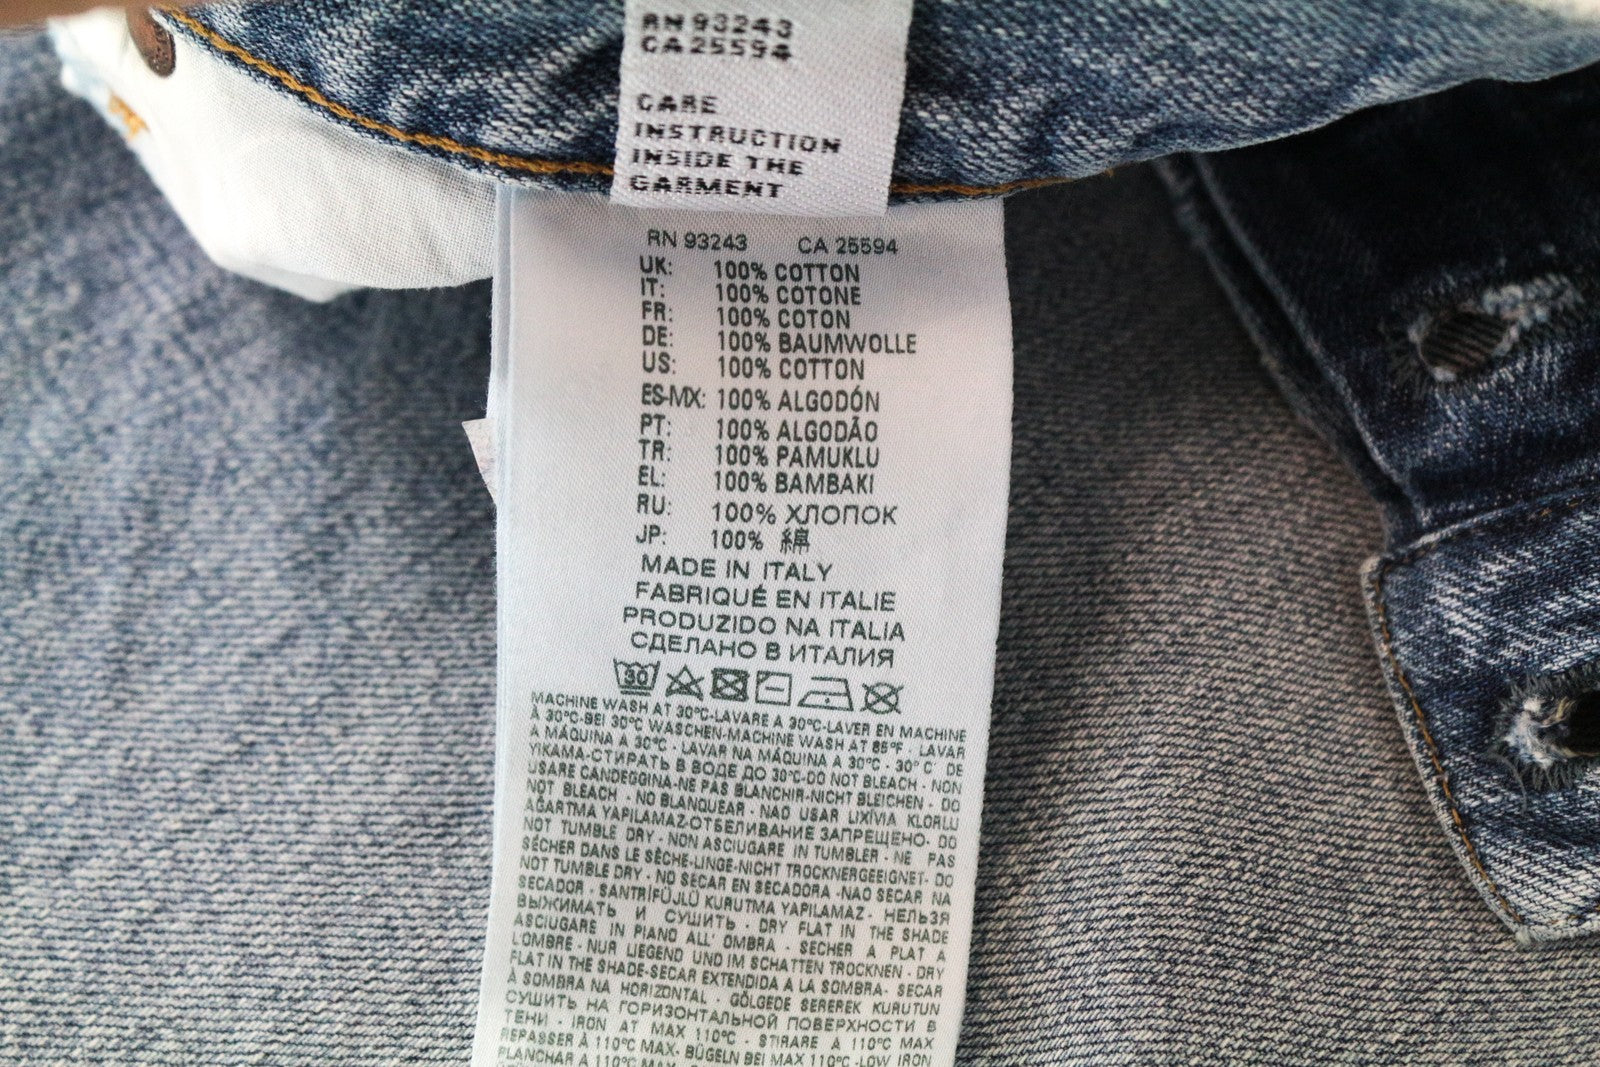 RN 93243
CA 25594
CARE
INSTRUCTION
INSIDE THE
GARMENT
RN 93243 CA 25594
UK: 100% COTTON
IT: 100% COTONE
FR: 100% COTON
DE: 100% BAUMWOLLE
US: 100% COTTON
ES-MX: 100% ALGODÓN
PT: 100% ALGODÃO
TR: 100% PAMUKLU
EL: 100% BAMBAKI
RU: 100% ХЛОПОК
JP: 100% 綿
MADE IN ITALY
FABRIQUÉ EN ITALIE
PRODUZIDO NA ITALIA
СДЕЛАНО В ИТАЛИЯ
30
MACHINE WASH AT 30°C-LAVARE A 30°C-LAVER EN MACHINE
À 30°C-BEI 30°C WASCHEN-MACHINE WASH AT 85°F - LAVAR
A MÁQUINA A 30°C - LAVAR NA MÁQUINA A 30°C - 30° C DE
YIKAMA-СТИРАТЬ В ВОДЕ ДО 30°C-DO NOT BLEACH - NON
USARE CANDEGGINA-NE PAS BLANCHIR-NICHT BLEICHEN - DO
NOT BLEACH - NO BLANQUEAR - NAO USAR LIXÍVIA KLORLU
AĞARTMA YAPILAMAZ-ОТБЕЛИВАНИЕ ЗАПРЕЩЕНО- DO
NOT TUMBLE DRY - NON ASCIUGARE IN TUMBLER - NE PAS
SÉCHER DANS LE SÈCHE-LINGE-NICHT TROCKNERGEEIGNET- DO
NOT TUMBLE DRY - NO SECAR EN SECADORA -NAO SECAR NA
SECADOR - SANTRİFÜJLÜ KURUTMA YAPILAMAZ - НЕЛЬЗЯ
ВЫЖИМАТЬ И СУШИТЬ - DRY FLAT IN THE SHADE
ASCIUGARE IN PIANO ALL' OMBRA - SÉCHER A PLAT A
L'OMBRE - NUR LIEGEND UND IM SCHATTEN TROCKNEN - DRY
FLAT IN THE SHADE-SECAR EXTENDIDA A LA SOMBRA- SECAR
À SOMBRA NA HORIZONTAL - GÖLGEDE SEREREK KURUTUN
СУШИТЬ НА ГОРИЗОНТАЛЬНОЙ ПОВЕРХНОСТИ В
ТЕНИ - IRON AT MAX 110°C - STIRARE A 110°C MAX
REPASSER À 110°C MAX- BÜGELN BEI MAX 110°C -LOW IRON
PLANCHAR A 110°C MAX